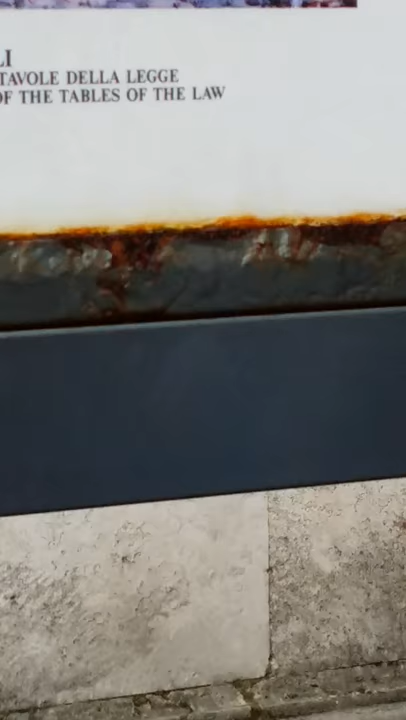 LI
TAVOLE DELLA LEGGE
OF THE TABLES OF THE LAW